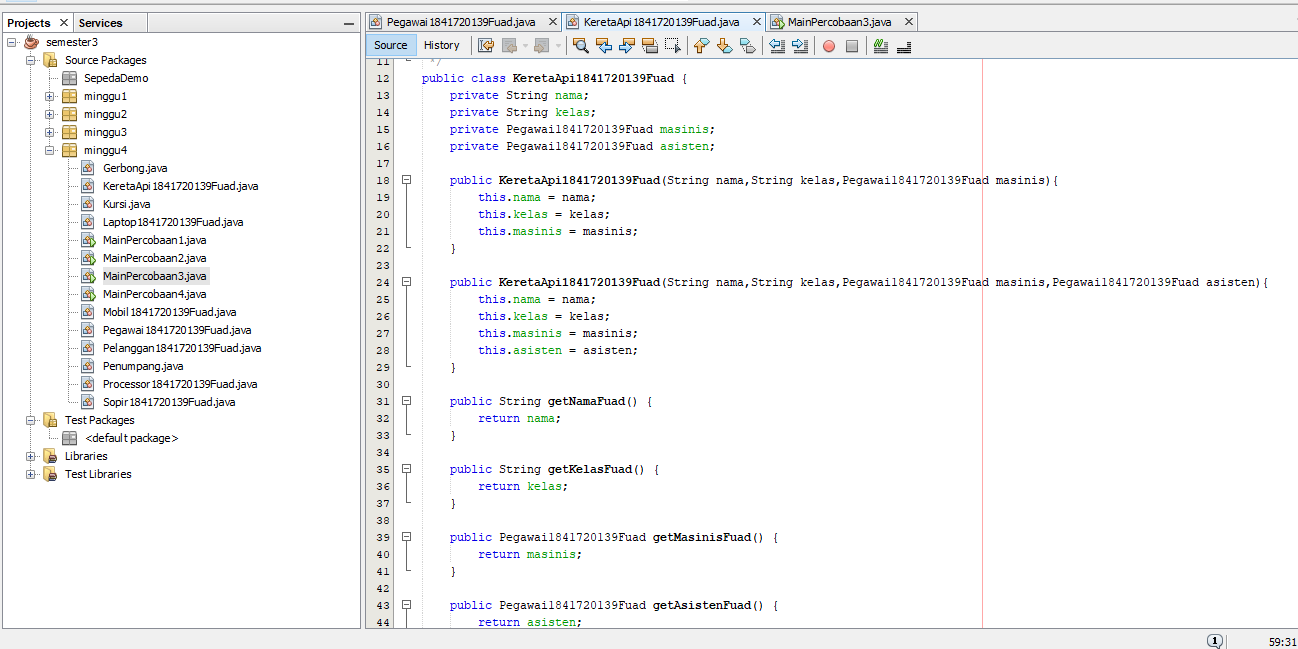 Projects
Services
semester3
Source Packages
SepedaDemo
minggu1
minggu2
minggu3
minggu4
Gerbong.java
KeretaApi1841720139Fuad.java
Kursi.java
Laptop1841720139Fuad.java
MainPercobaan1.java
MainPercobaan2.java
MainPercobaan3.java
MainPercobaan4.java
Mobil1841720139Fuad.java
Pegawai1841720139Fuad.java
Pelanggan1841720139Fuad.java
Penumpang.java
Processor1841720139Fuad.java
Sopir1841720139Fuad.java
Test Packages
<default package>
Libraries
Test Libraries
Pegawai1841720139Fuad.java
KeretaApi1841720139Fuad.java
MainPercobaan3.java
Source
History
11 */
12 public class KeretaApi1841720139Fuad {
13 private String nama;
14 private String kelas;
15 private Pegawai1841720139Fuad masinis;
16 private Pegawai1841720139Fuad asisten;
17
18 public KeretaApi1841720139Fuad(String nama,String kelas,Pegawai1841720139Fuad masinis){
19 this.nama = nama;
20 this.kelas = kelas;
21 this.masinis = masinis;
22 }
23
24 public KeretaApi1841720139Fuad(String nama,String kelas,Pegawai1841720139Fuad masinis,Pegawai1841720139Fuad asisten){
25 this.nama = nama;
26 this.kelas = kelas;
27 this.masinis = masinis;
28 this.asisten = asisten;
29 }
30
31 public String getNamaFuad() {
32 return nama;
33 }
34
35 public String getKelasFuad() {
36 return kelas;
37 }
38
39 public Pegawai1841720139Fuad getMasinisFuad() {
40 return masinis;
41 }
42
43 public Pegawai1841720139Fuad getAsistenFuad() {
44 return asisten;
1
59:31